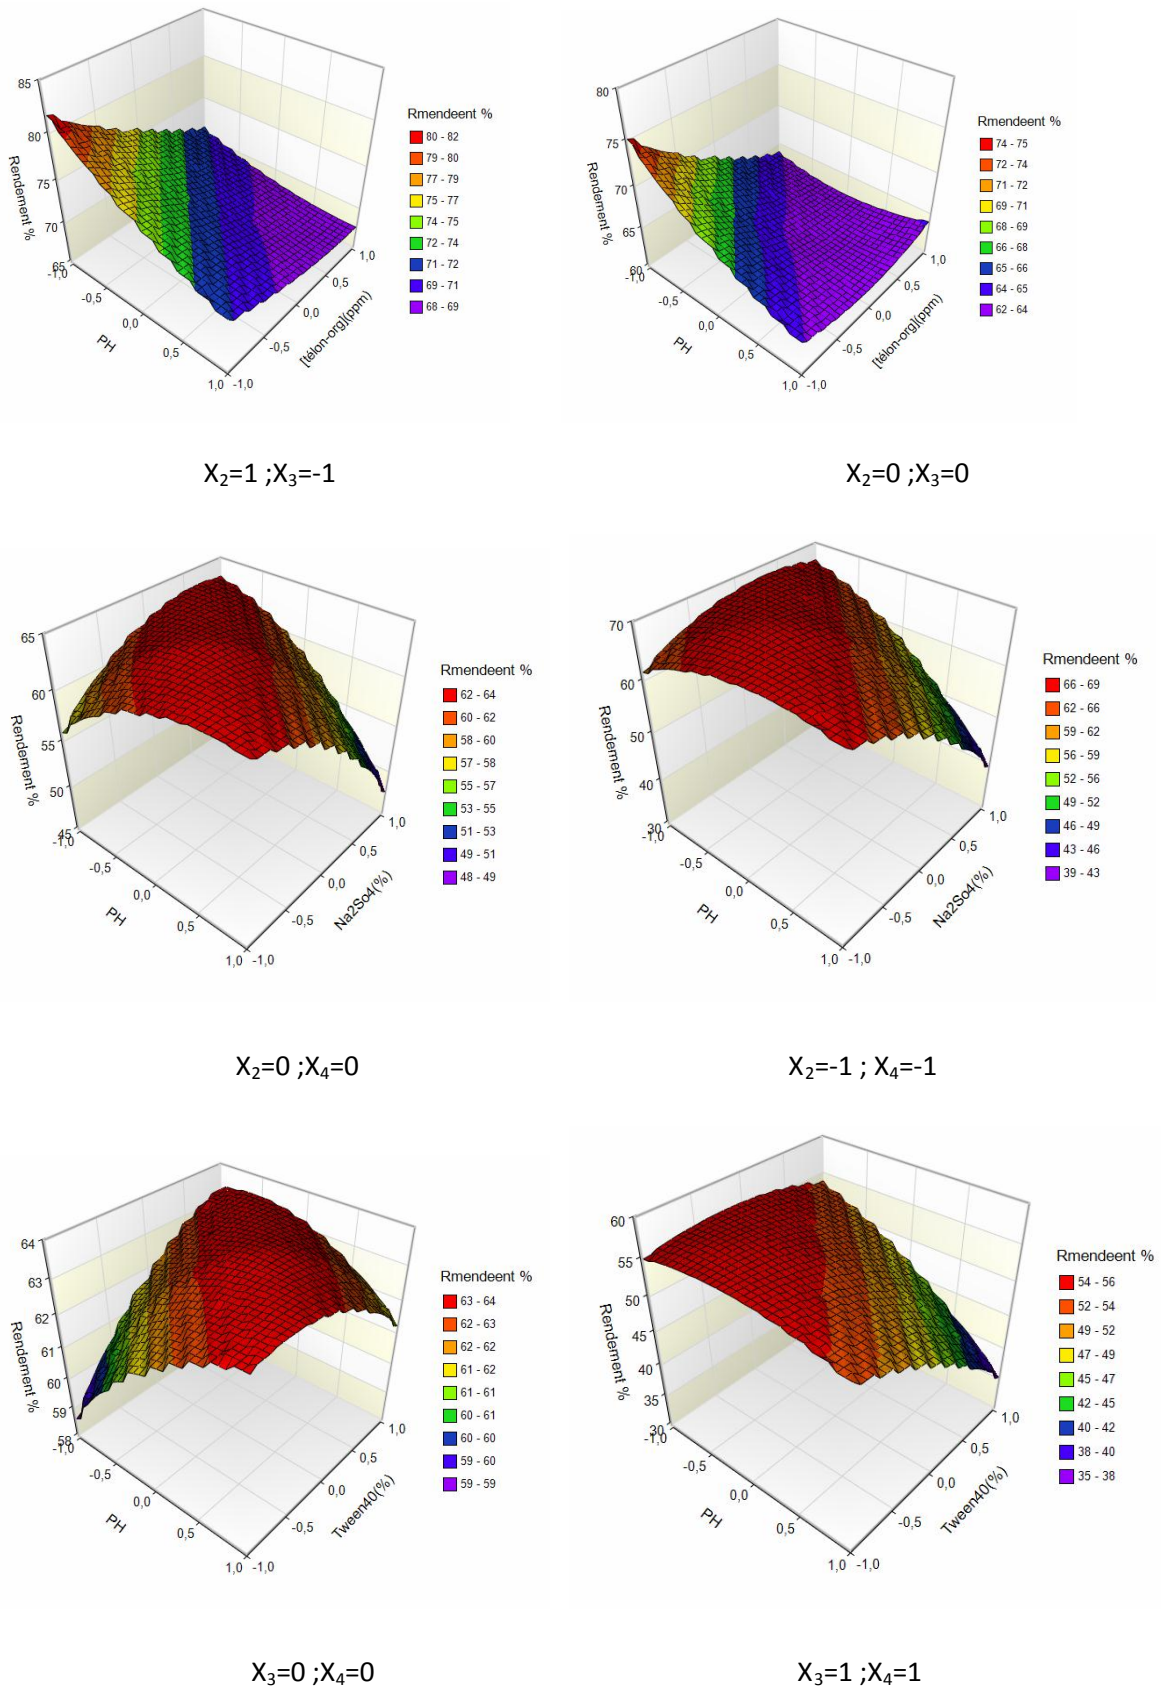 85
80
75
70
65
Rendement %
-1,0
-0,5
0,0
0,5
1,0
PH
-1,0
-0,5
0,0
0,5
1,0
[télon-org](ppm)
Rmendeent %
80 - 82
79 - 80
77 - 79
75 - 77
74 - 75
72 - 74
71 - 72
69 - 71
68 - 69
80
75
70
65
60
Rendement %
-1,0
-0,5
0,0
0,5
1,0
PH
-1,0
-0,5
0,0
0,5
1,0
[télon-org](ppm)
Rmendeent %
74 - 75
72 - 74
71 - 72
69 - 71
68 - 69
66 - 68
65 - 66
64 - 65
62 - 64
X2=1 ;X3=-1
X2=0 ;X3=0
65
60
55
50
45
Rendement %
-1,0
-0,5
0,0
0,5
1,0
PH
-1,0
-0,5
0,0
0,5
1,0
Na2So4(%)
Rmendeent %
62 - 64
60 - 62
58 - 60
57 - 58
55 - 57
53 - 55
51 - 53
49 - 51
48 - 49
70
60
50
40
30
Rendement %
-1,0
-0,5
0,0
0,5
1,0
PH
-1,0
-0,5
0,0
0,5
1,0
Na2So4(%)
Rmendeent %
66 - 69
62 - 66
59 - 62
56 - 59
52 - 56
49 - 52
46 - 49
43 - 46
39 - 43
X2=0 ;X4=0
X2=-1 ; X4=-1
64
63
62
61
60
59
58
Rendement %
-1,0
-0,5
0,0
0,5
1,0
PH
-1,0
-0,5
0,0
0,5
1,0
Tween40(%)
Rmendeent %
63 - 64
62 - 63
62 - 62
61 - 62
61 - 61
60 - 61
60 - 60
59 - 60
59 - 59
60
55
50
45
40
35
30
Rendement %
-1,0
-0,5
0,0
0,5
1,0
PH
-1,0
-0,5
0,0
0,5
1,0
Tween40(%)
Rmendeent %
54 - 56
52 - 54
49 - 52
47 - 49
45 - 47
42 - 45
40 - 42
38 - 40
35 - 38
X3=0 ;X4=0
X3=1 ;X4=1